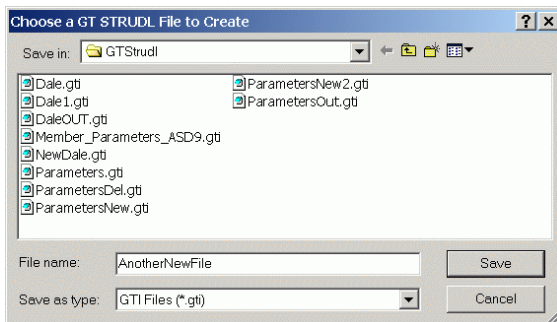 Choose a GT STRUDL File to Create
Save in: GTStrudl
Dale.gti
Dale1.gti
DaleOUT.gti
Member_Parameters_ASD9.gti
NewDale.gti
Parameters.gti
ParametersDel.gti
ParametersNew.gti
ParametersNew2.gti
ParametersOut.gti
File name: AnotherNewFile Save
Save as type: GTI Files (*.gti) Cancel